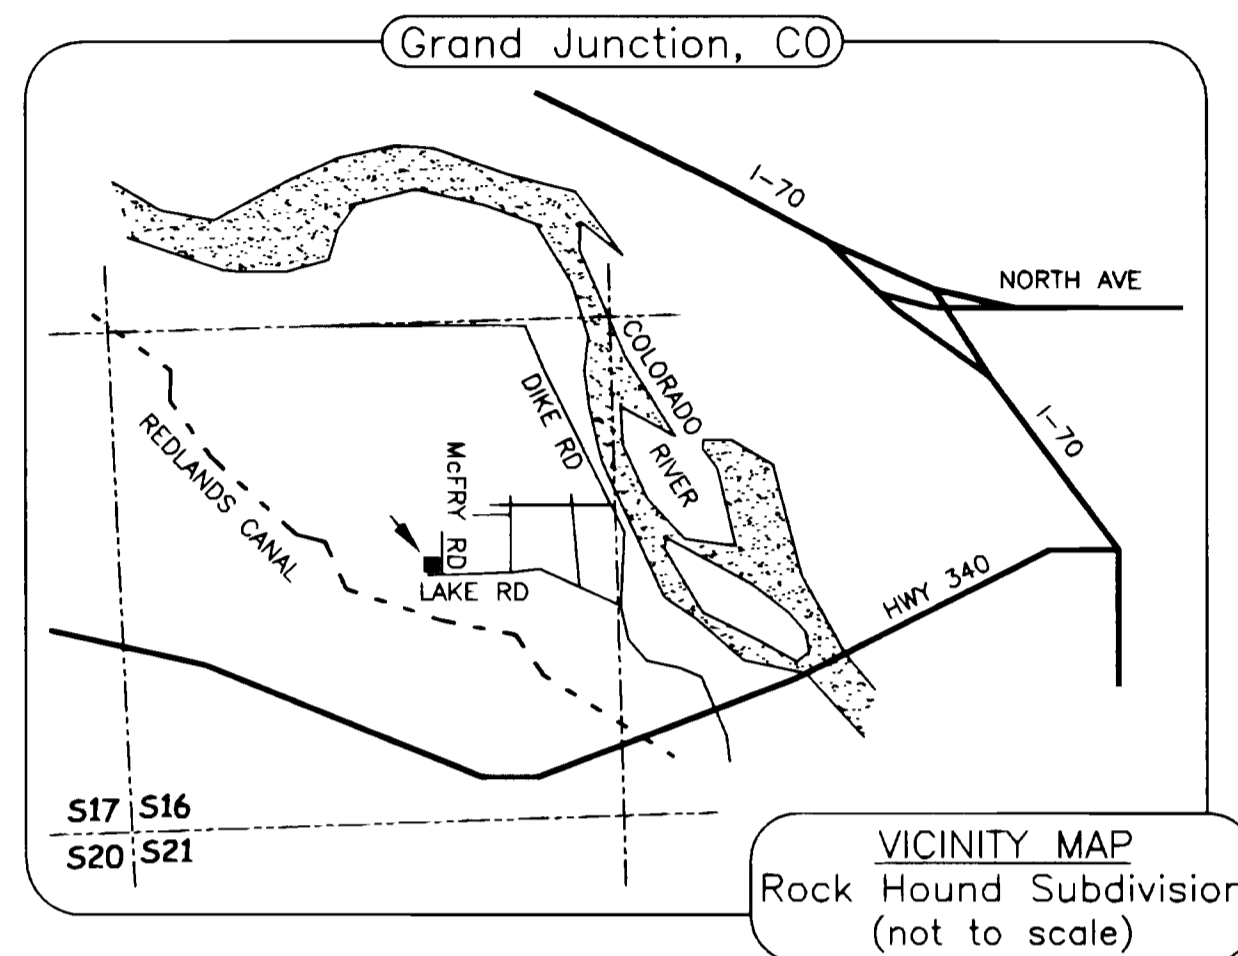 Grand Junction, CO
I-70
NORTH AVE
COLORADO
RIVER
DIKE RD
I-70
REDLANDS CANAL
McFRY RD
LAKE RD
HWY 340
S17 S16
S20 S21
VICINITY MAP
Rock Hound Subdivision
(not to scale)